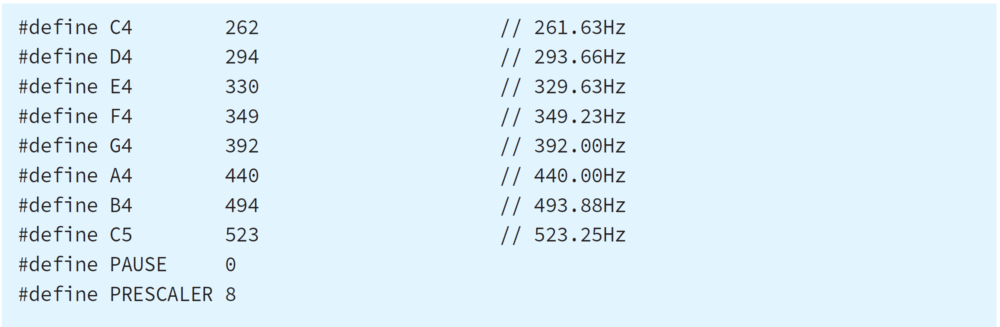 #define C4        262                     // 261.63Hz
#define D4        294                     // 293.66Hz
#define E4        330                     // 329.63Hz
#define F4        349                     // 349.23Hz
#define G4        392                     // 392.00Hz
#define A4        440                     // 440.00Hz
#define B4        494                     // 493.88Hz
#define C5        523                     // 523.25Hz
#define PAUSE     0
#define PRESCALER 8